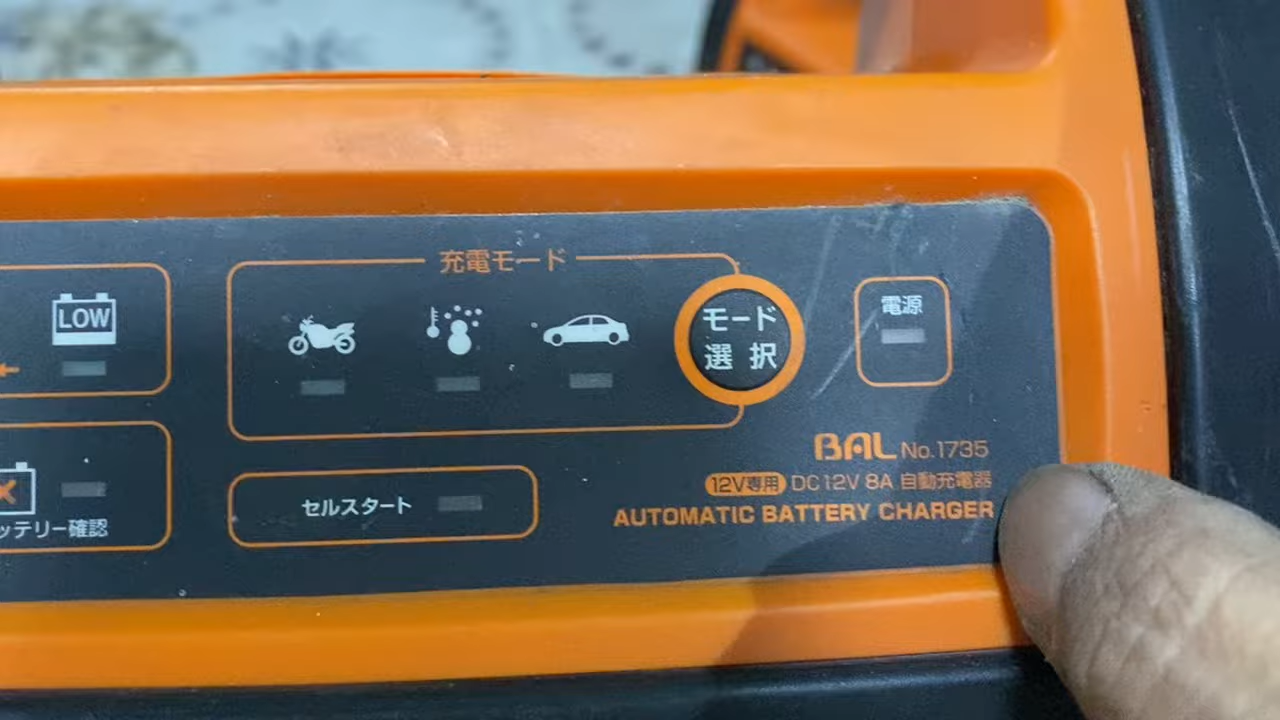 充電モード
LOW
モード
選択
電源
BAL No.1735
12V専用 DC12V 8A 自動充電器
AUTOMATIC BATTERY CHARGER
セルスタート
ッテリー確認